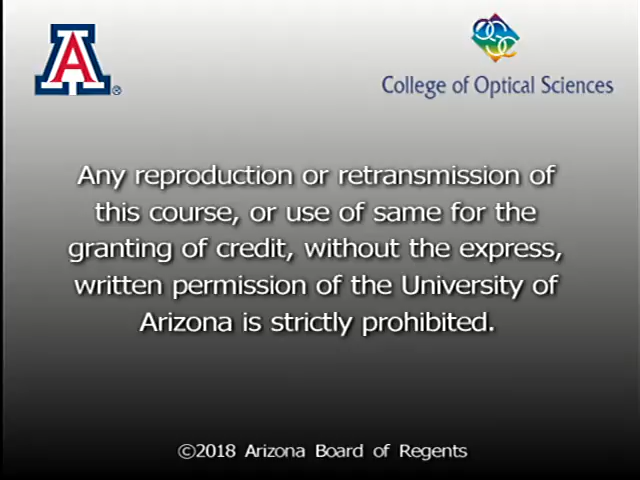 A®
OSC
College of Optical Sciences
Any reproduction or retransmission of
this course, or use of same for the
granting of credit, without the express,
written permission of the University of
Arizona is strictly prohibited.
©2018 Arizona Board of Regents